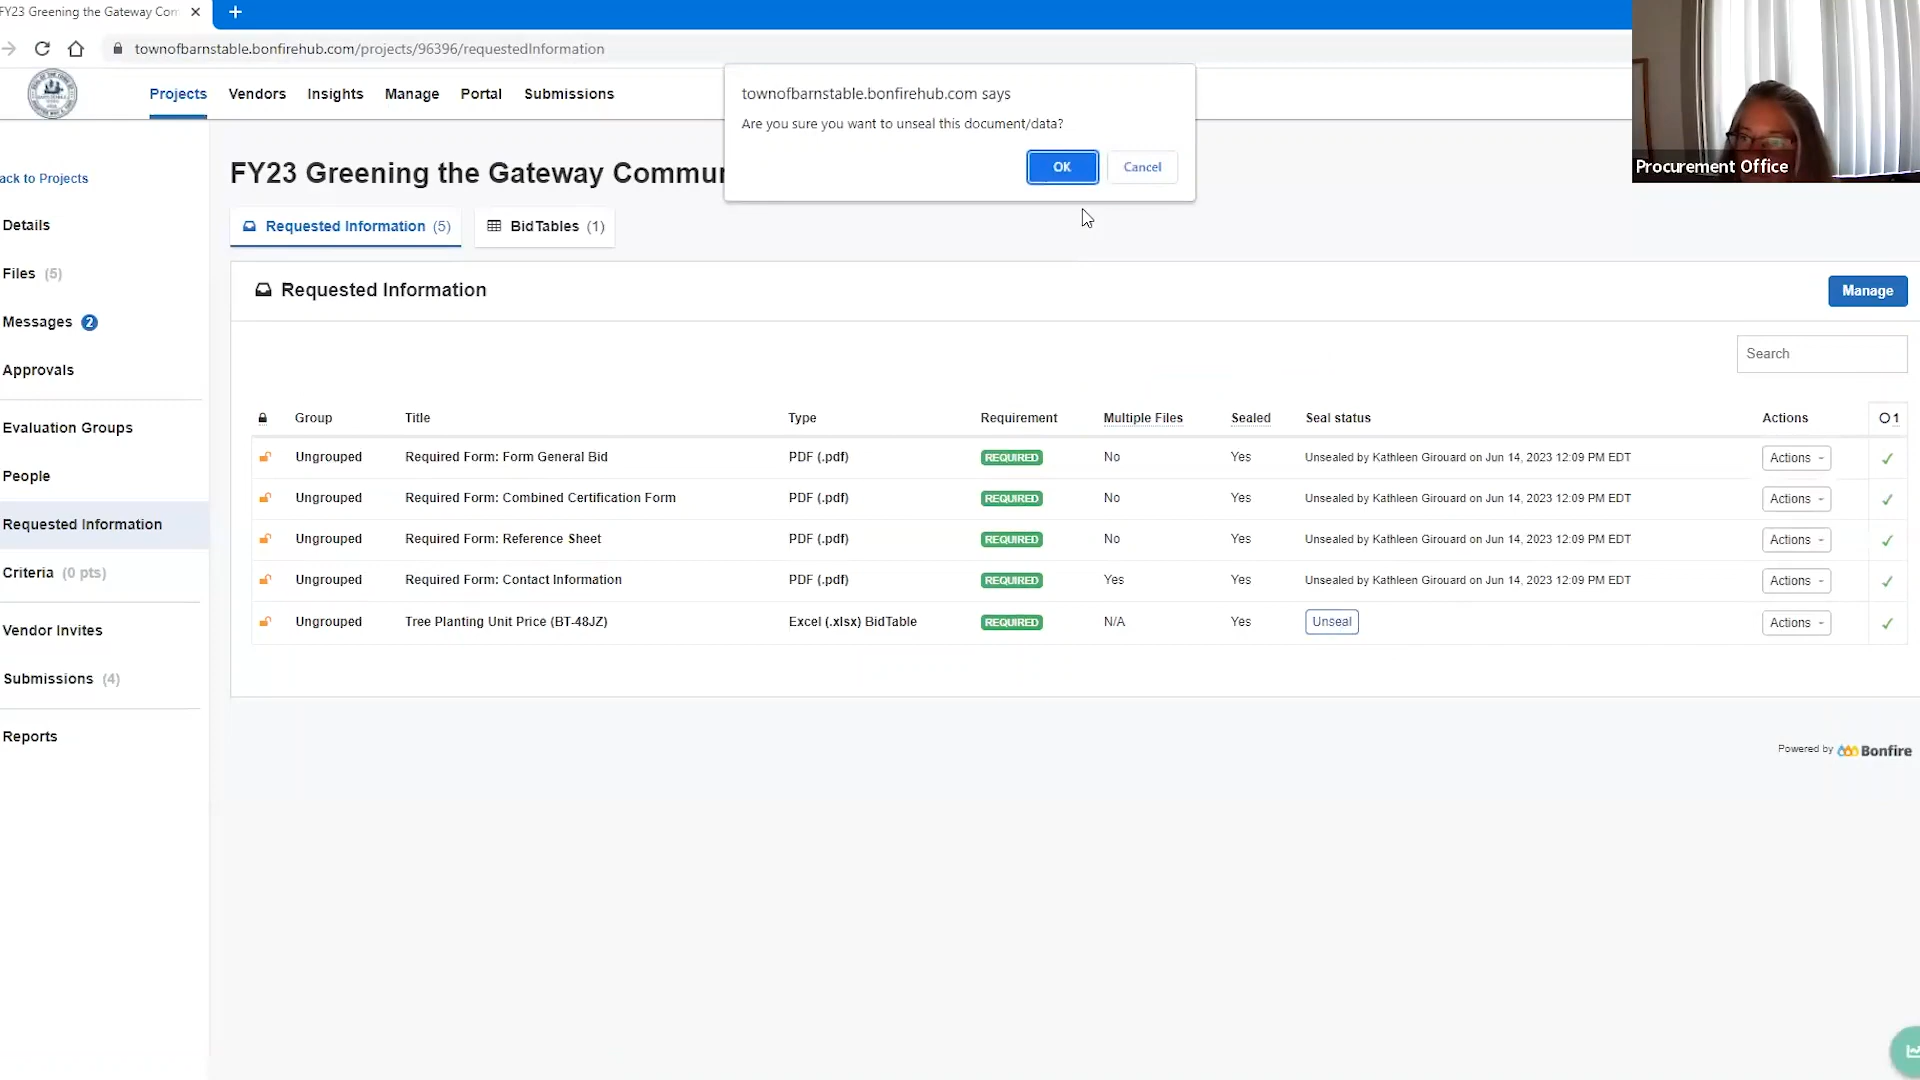 FY23 Greening the Gateway Con
townofbarnstable.bonfirehub.com/projects/96396/requestedInformation
Projects Vendors Insights Manage Portal Submissions
townofbarnstable.bonfirehub.com says
Are you sure you want to unseal this document/data?
OK Cancel
Procurement Office
ack to Projects
Details
Files (5)
Messages 2
Approvals
Evaluation Groups
People
Requested Information
Criteria (0 pts)
Vendor Invites
Submissions (4)
Reports
FY23 Greening the Gateway Commun
Requested Information (5) BidTables (1)
Requested Information
Manage
Search
Group Title Type Requirement Multiple Files Sealed Seal status Actions 1
Ungrouped Required Form: Form General Bid PDF (.pdf) REQUIRED No Yes Unsealed by Kathleen Girouard on Jun 14, 2023 12:09 PM EDT Actions
Ungrouped Required Form: Combined Certification Form PDF (.pdf) REQUIRED No Yes Unsealed by Kathleen Girouard on Jun 14, 2023 12:09 PM EDT Actions
Ungrouped Required Form: Reference Sheet PDF (.pdf) REQUIRED No Yes Unsealed by Kathleen Girouard on Jun 14, 2023 12:09 PM EDT Actions
Ungrouped Required Form: Contact Information PDF (.pdf) REQUIRED Yes Yes Unsealed by Kathleen Girouard on Jun 14, 2023 12:09 PM EDT Actions
Ungrouped Tree Planting Unit Price (BT-48JZ) Excel (.xlsx) BidTable REQUIRED N/A Yes Unseal Actions
Powered by Bonfire